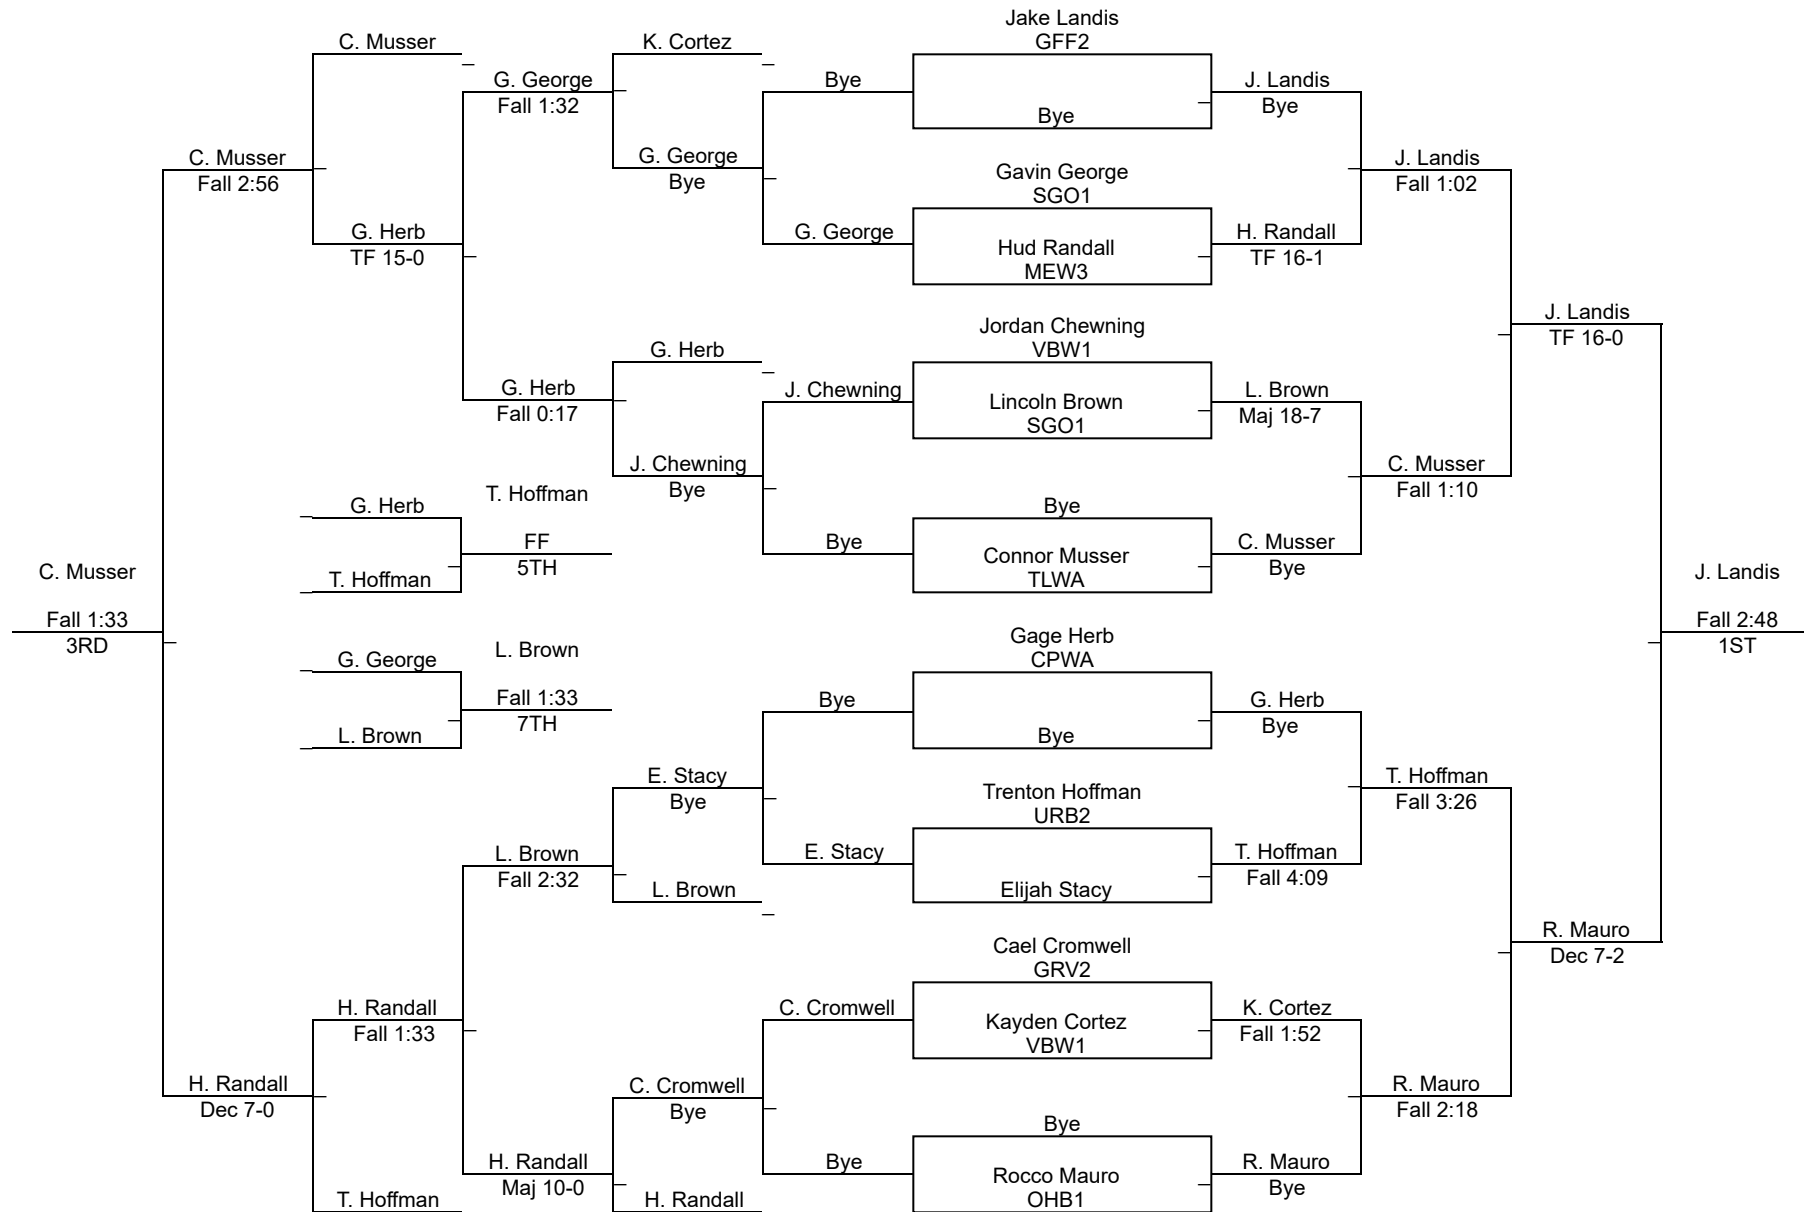 Jake Landis
GFF2
C. Musser
K. Cortez
G. George
Fall 1:32
Bye
J. Landis
Bye
Bye
C. Musser
Fall 2:56
G. George
Bye
Gavin George
SGO1
J. Landis
Fall 1:02
G. Herb
TF 15-0
G. George
Hud Randall
MEW3
H. Randall
TF 16-1
Jordan Chewning
VBW1
J. Landis
TF 16-0
G. Herb
G. Herb
Fall 0:17
J. Chewning
Lincoln Brown
SGO1
L. Brown
Maj 18-7
J. Chewning
Bye
C. Musser
Fall 1:10
G. Herb
T. Hoffman
Bye
FF
5TH
Bye
Connor Musser
TLWA
C. Musser
Bye
T. Hoffman
C. Musser
Fall 1:33
3RD
J. Landis
Fall 2:48
1ST
Gage Herb
CPWA
G. George
L. Brown
Fall 1:33
7TH
Bye
G. Herb
Bye
L. Brown
Bye
E. Stacy
Bye
Trenton Hoffman
URB2
T. Hoffman
Fall 3:26
L. Brown
Fall 2:32
E. Stacy
T. Hoffman
Fall 4:09
L. Brown
Elijah Stacy
Cael Cromwell
GRV2
R. Mauro
Dec 7-2
H. Randall
Fall 1:33
C. Cromwell
Kayden Cortez
VBW1
K. Cortez
Fall 1:52
H. Randall
Dec 7-0
C. Cromwell
Bye
R. Mauro
Fall 2:18
Bye
H. Randall
Maj 10-0
Bye
Rocco Mauro
OHB1
R. Mauro
Bye
T. Hoffman
H. Randall